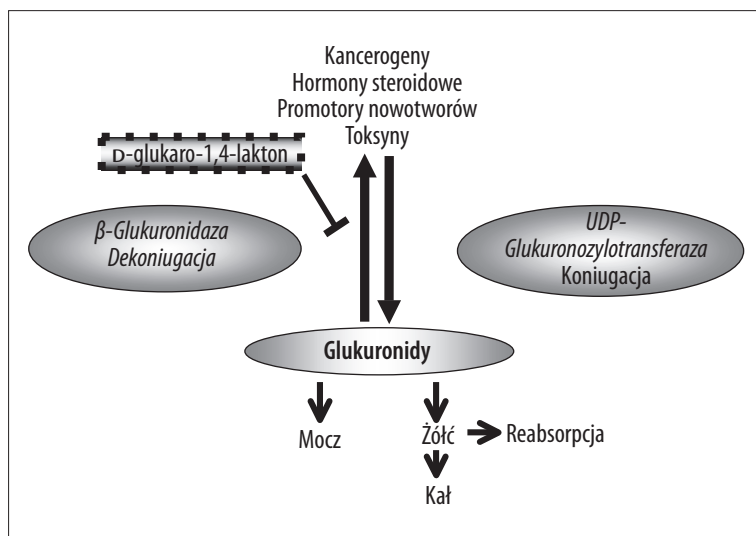 Kancerogeny
Hormony steroidowe
Promotory nowotworów
Toksyny
D-glukaro-1,4-lakton
β-Glukuronidaza
Dekoniugacja
UDP-
Glukuronozylotransferaza
Koniugacja
Glukuronidy
Mocz
Żółć
Reabsorpcja
Kał